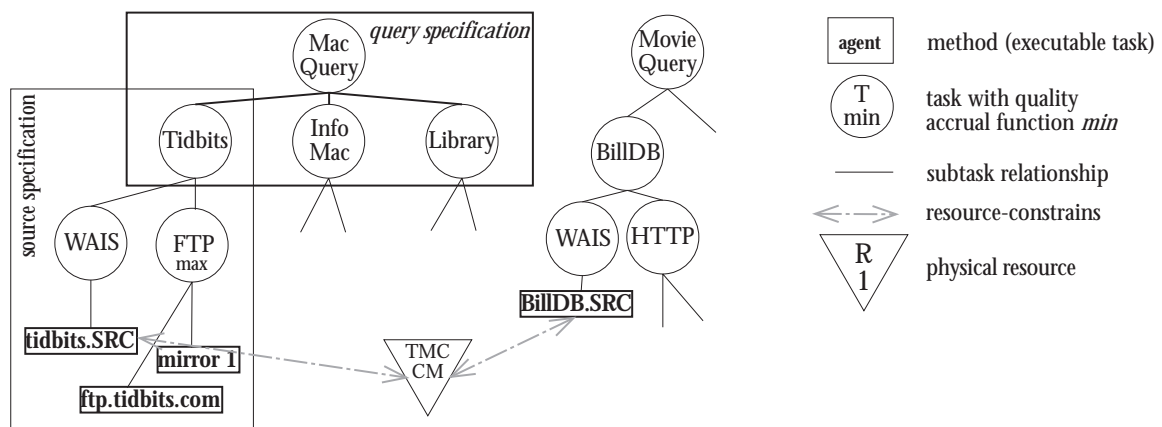 query specification
Mac
Query
Movie
Query
agent
method (executable task)
source specification
Tidbits
Info
Mac
Library
BillDB
T
min
task with quality
accrual function min
subtask relationship
resource-constrains
WAIS
FTP
max
WAIS
HTTP
R
1
physical resource
BillDB.SRC
tidbits.SRC
mirror 1
TMC
CM
ftp.tidbits.com